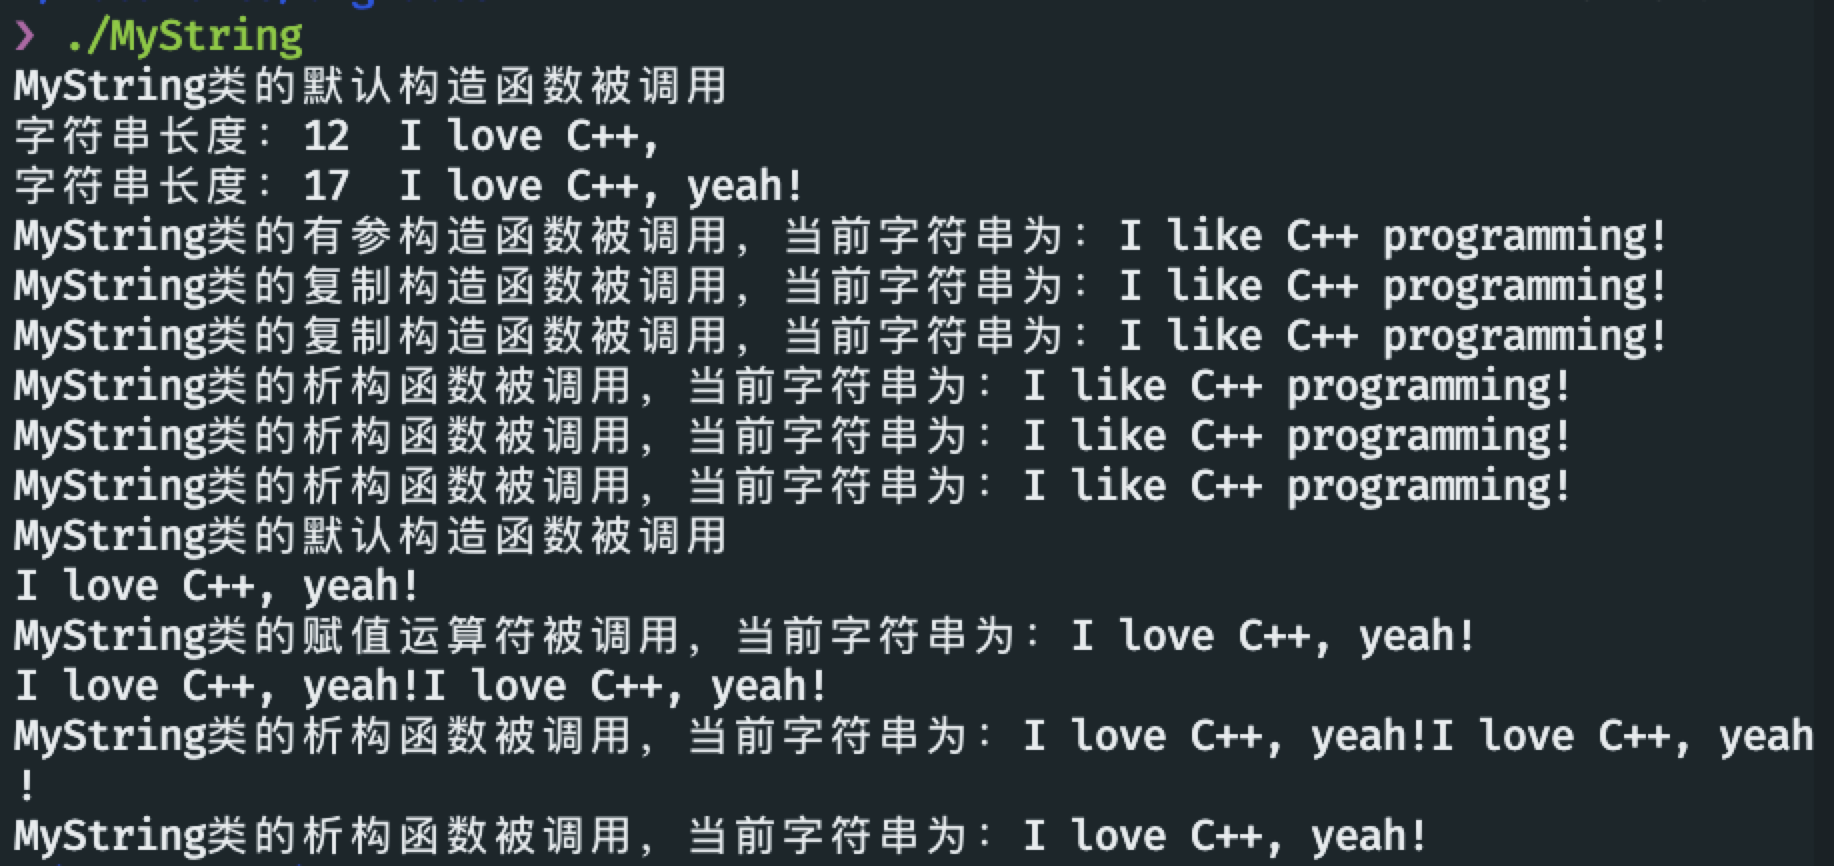 ❯ ./MyString
MyString类的默认构造函数被调用
字符串长度：12  I love C++,
字符串长度：17  I love C++, yeah!
MyString类的有参构造函数被调用，当前字符串为：I like C++ programming!
MyString类的复制构造函数被调用，当前字符串为：I like C++ programming!
MyString类的复制构造函数被调用，当前字符串为：I like C++ programming!
MyString类的析构函数被调用，当前字符串为：I like C++ programming!
MyString类的析构函数被调用，当前字符串为：I like C++ programming!
MyString类的析构函数被调用，当前字符串为：I like C++ programming!
MyString类的默认构造函数被调用
I love C++, yeah!
MyString类的赋值运算符被调用，当前字符串为：I love C++, yeah!
I love C++, yeah!I love C++, yeah!
MyString类的析构函数被调用，当前字符串为：I love C++, yeah!I love C++, yeah
!
MyString类的析构函数被调用，当前字符串为：I love C++, yeah!